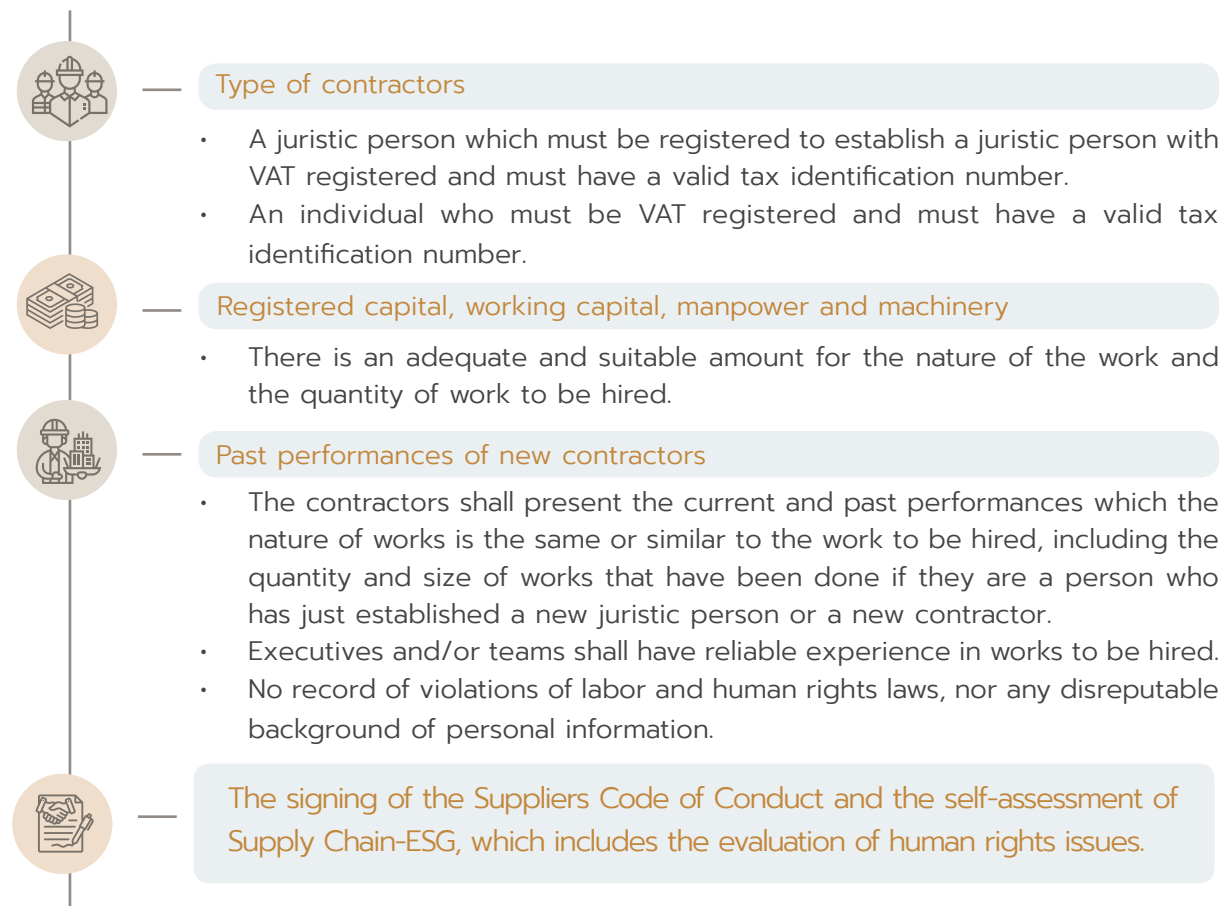 Type of contractors
• A juristic person which must be registered to establish a juristic person with
VAT registered and must have a valid tax identification number.
• An individual who must be VAT registered and must have a valid tax
identification number.
Registered capital, working capital, manpower and machinery
• There is an adequate and suitable amount for the nature of the work and
the quantity of work to be hired.
Past performances of new contractors
• The contractors shall present the current and past performances which the
nature of works is the same or similar to the work to be hired, including the
quantity and size of works that have been done if they are a person who
has just established a new juristic person or a new contractor.
• Executives and/or teams shall have reliable experience in works to be hired.
• No record of violations of labor and human rights laws, nor any disreputable
background of personal information.
The signing of the Suppliers Code of Conduct and the self-assessment of
Supply Chain-ESG, which includes the evaluation of human rights issues.